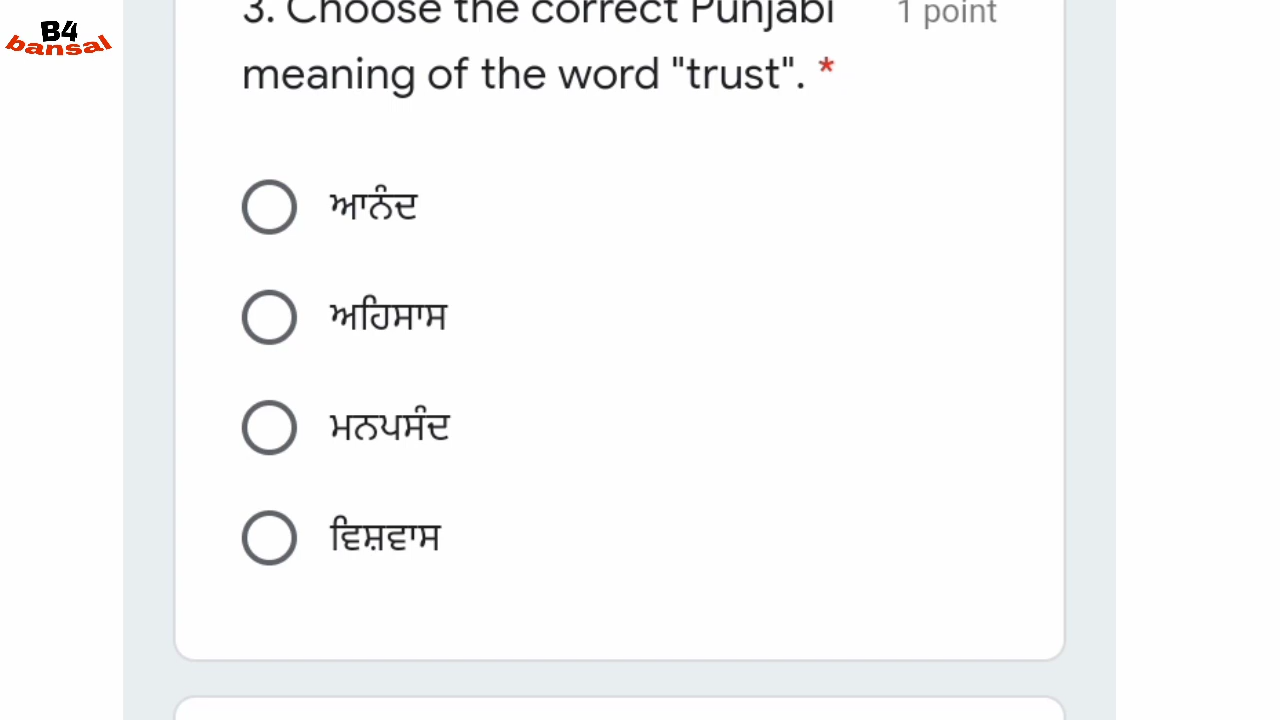 B4
bansal
3. Choose the correct Punjabi
1 point
meaning of the word "trust". *
ਆਨੰਦ
ਅਹਿਸਾਸ
ਮਨਪਸੰਦ
ਵਿਸ਼ਵਾਸ